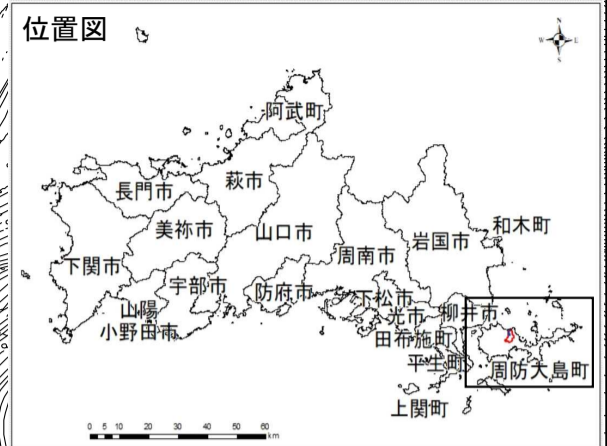 位置図
N
W
E
S
阿武町
萩市
長門市
和木町
美祢市
山口市
岩国市
周南市
下関市
宇部市
防府市
下松市
柳井市
山陽
小野田市
光市
田布施町
平生町
周防大島町
上関町
0 5 10 20 30 40 50 60
km